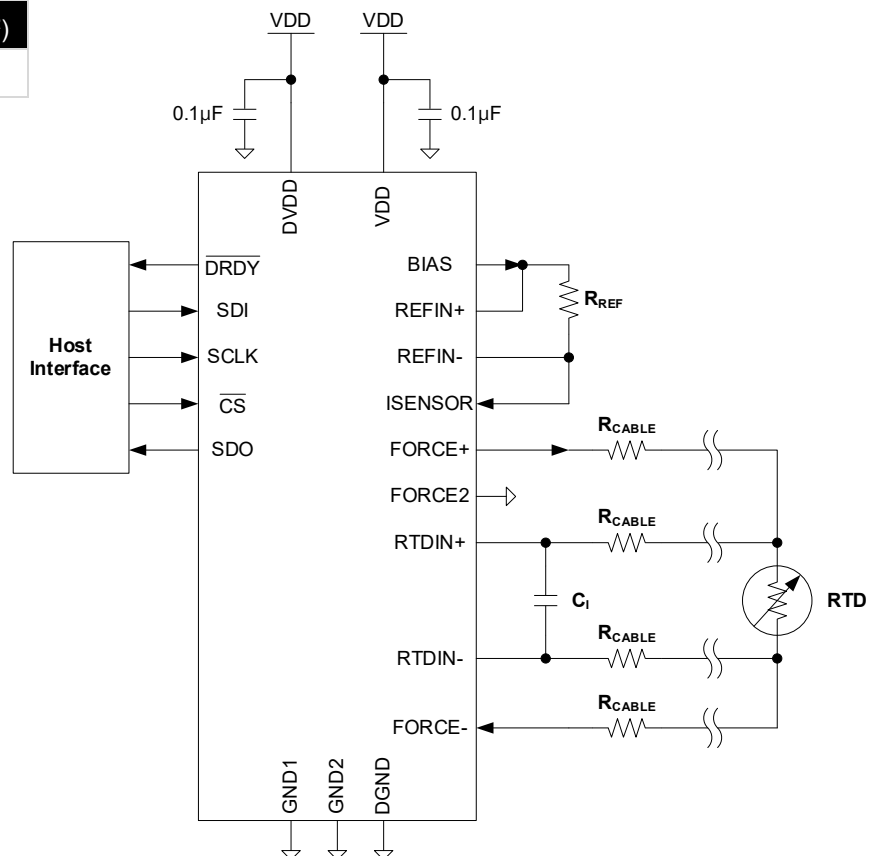 )
VDD
VDD
0.1µF
0.1µF
DVDD
VDD
DRDY
SDI
SCLK
CS
SDO
Host
Interface
BIAS
REFIN+
REFIN-
ISENSOR
FORCE+
FORCE2
RTDIN+
RTDIN-
FORCE-
RREF
RCABLE
RCABLE
CI
RTD
RCABLE
RCABLE
GND1
GND2
DGND